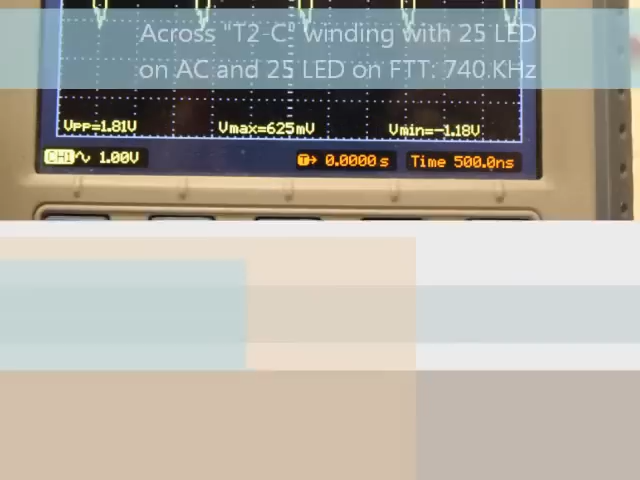 Across "T2-C" winding with 25 LED
on AC and 25 LED on FTT: 740 KHz
Vpp=1.81V Vmax=625mV Vmin=-1.18V
CH1 1.00V T→ 0.0000s Time 500.0ns